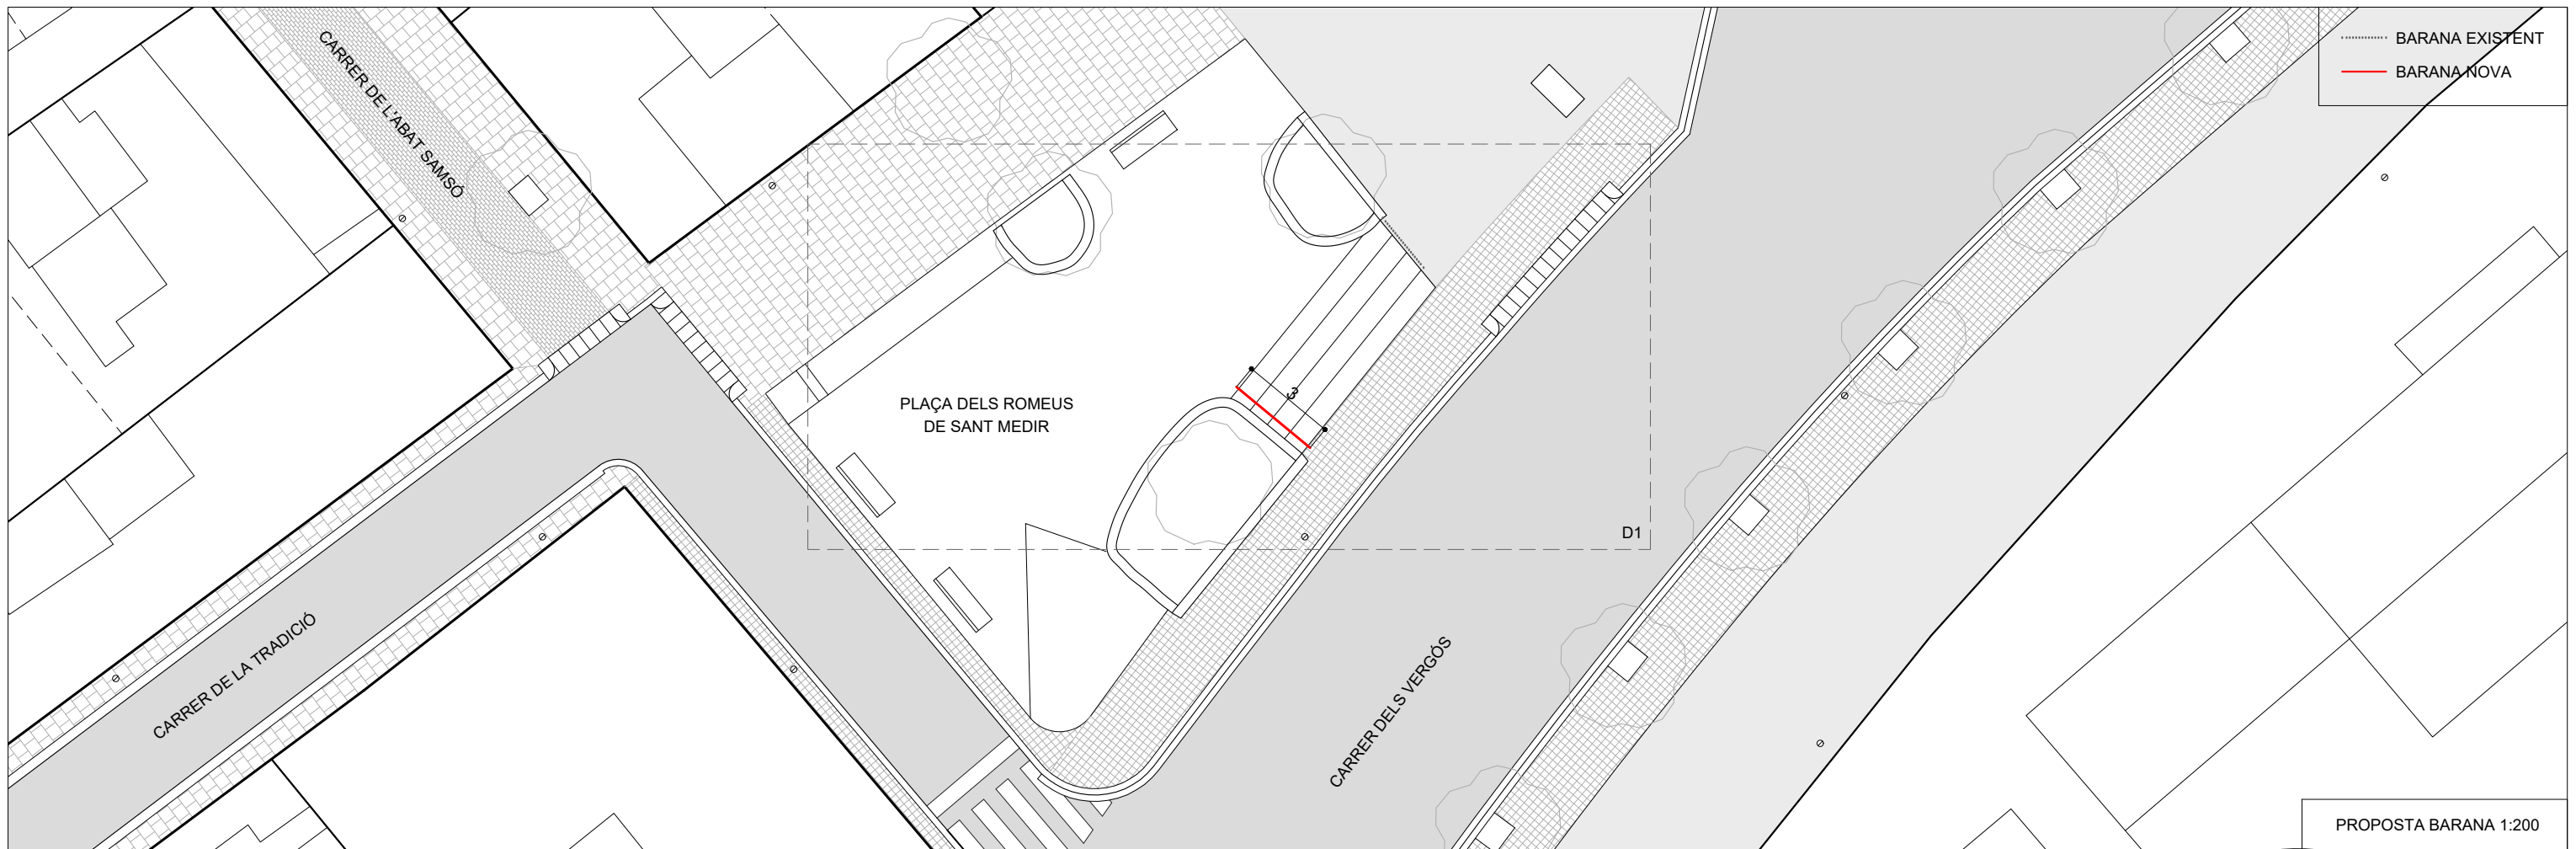 CARRER DE L'ABAT SAMSÓ
BARANA EXISTENT
BARANA NOVA
3
PLAÇA DELS ROMEUS
DE SANT MEDIR
D1
CARRER DE LA TRADICIÓ
CARRER DELS VERGÓS
PROPOSTA BARANA 1:200